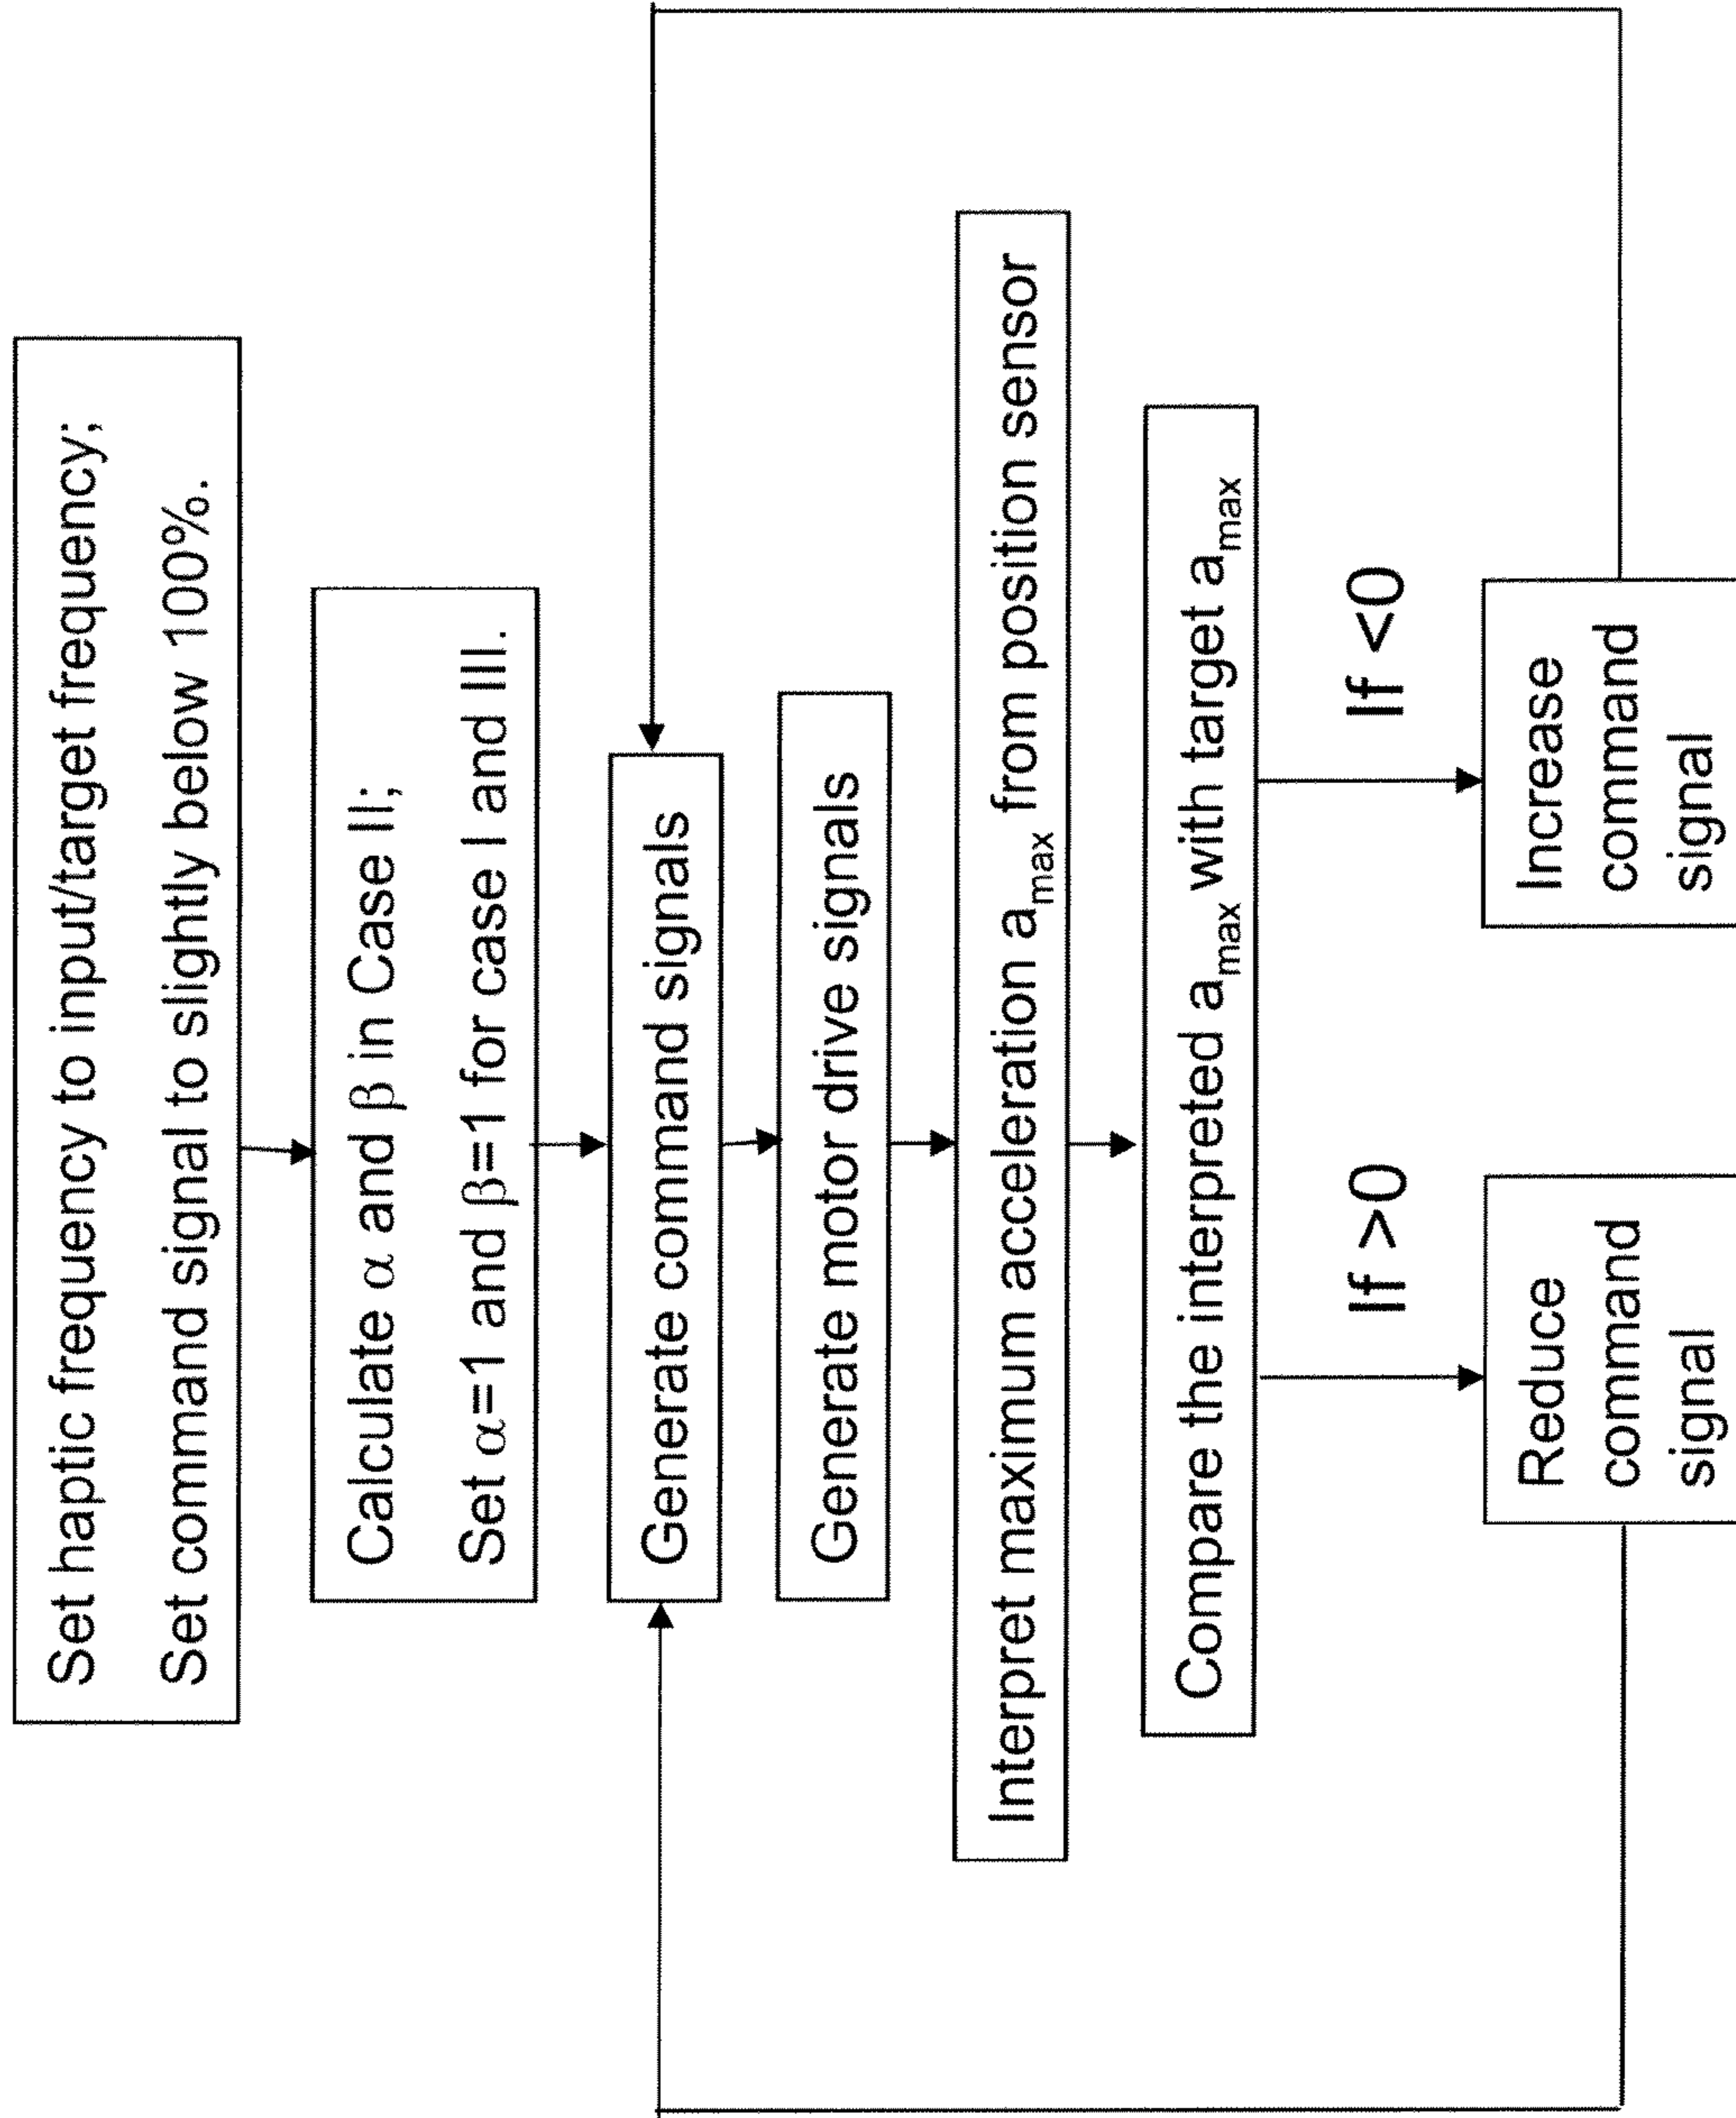 Set haptic frequency to input/target frequency;
Set command signal to slightly below 100%.
Calculate α and β in Case II;
Set α=1 and β=1 for case I and III.
Generate command signals
Generate motor drive signals
Interpret maximum acceleration a_max from position sensor
Compare the interpreted a_max with target a_max
If >0
If <0
Reduce
command
signal
Increase
command
signal